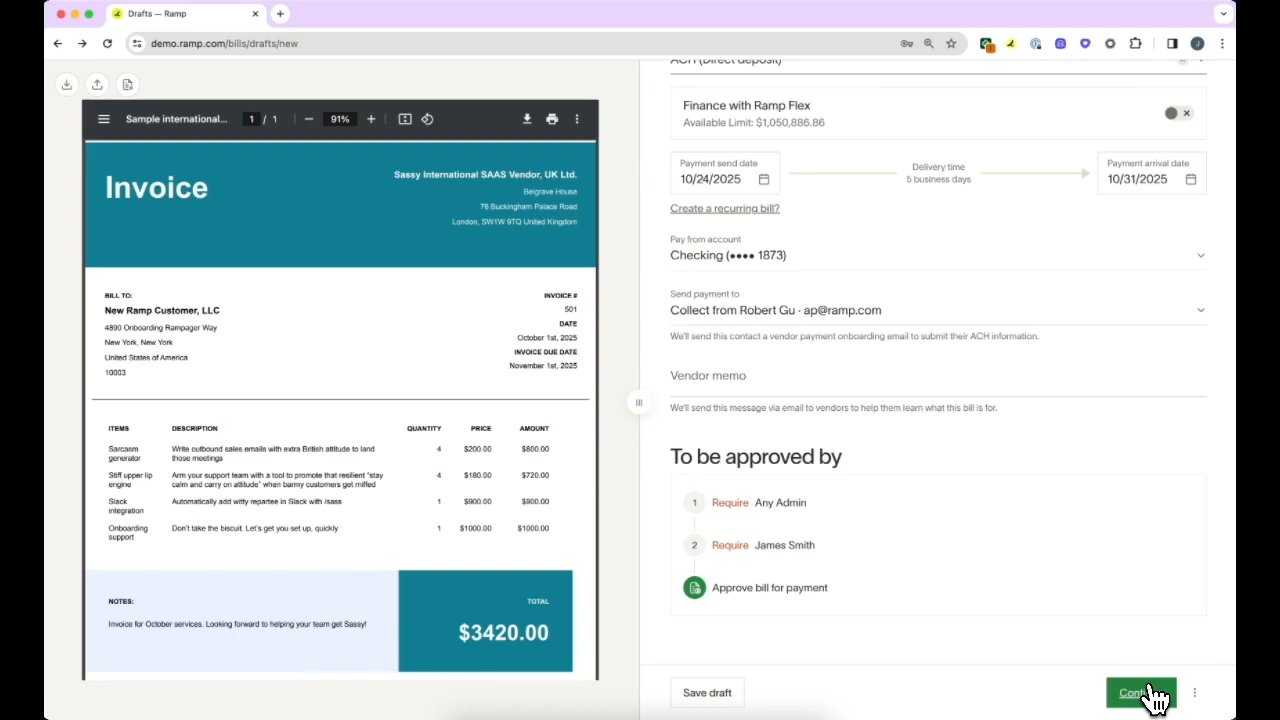 Drafts — Ramp
demo.ramp.com/bills/drafts/new
Sample international...
1 / 1
91%
Invoice
Sassy International SAAS Vendor, UK Ltd.
Belgrave House
76 Buckingham Palace Road
London, SW1W 9TQ United Kingdom
BILL TO:
New Ramp Customer, LLC
4890 Onboarding Rampager Way
New York, New York
United States of America
10003
INVOICE #
501
DATE
October 1st, 2025
INVOICE DUE DATE
November 1st, 2025
ITEMS DESCRIPTION QUANTITY PRICE AMOUNT
Sarcasm Write outbound sales emails with extra British attitude to land 4 $200.00 $800.00
generator those meetings
Stiff upper lip Arm your support team with a tool to promote that resilient "stay 4 $180.00 $720.00
engine calm and carry on attitude" when barmy customers get miffed
Slack Automatically add witty repartee in Slack with /sass 1 $900.00 $900.00
integration
Onboarding Don't take the biscuit. Let's get you set up, quickly 1 $1000.00 $1000.00
support
NOTES:
Invoice for October services. Looking forward to helping your team get Sassy!
TOTAL
$3420.00
ACH (Direct deposit)
Finance with Ramp Flex
Available Limit: $1,050,886.86
Payment send date
10/24/2025
Delivery time
5 business days
Payment arrival date
10/31/2025
Create a recurring bill?
Pay from account
Checking (•••• 1873)
Send payment to
Collect from Robert Gu · ap@ramp.com
We'll send this contact a vendor payment onboarding email to submit their ACH information.
Vendor memo
We'll send this message via email to vendors to help them learn what this bill is for.
To be approved by
1 Require Any Admin
2 Require James Smith
Approve bill for payment
Save draft